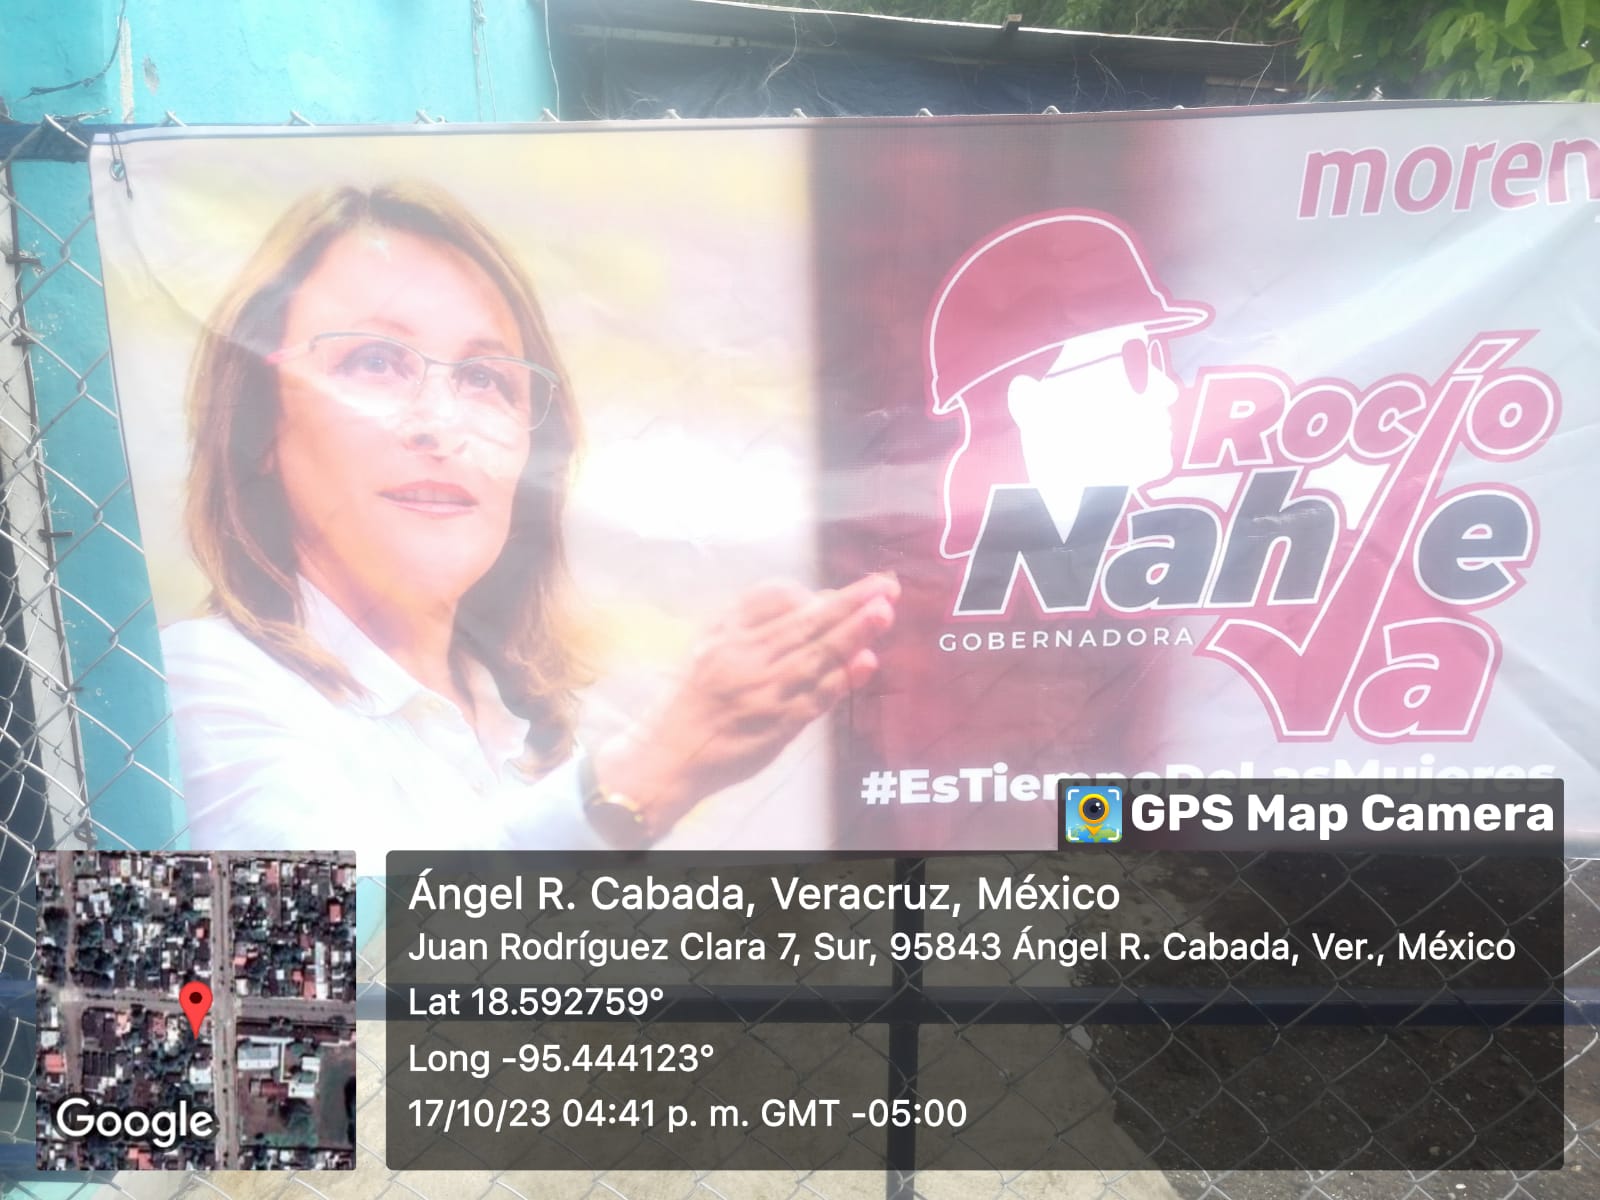 moren
Rocío
Nahle
GOBERNADORA
Va
#EsTiempoDeLasMujeres
GPS Map Camera
Ángel R. Cabada, Veracruz, México
Juan Rodríguez Clara 7, Sur, 95843 Ángel R. Cabada, Ver., México
Lat 18.592759°
Long -95.444123°
17/10/23 04:41 p. m. GMT -05:00
Google